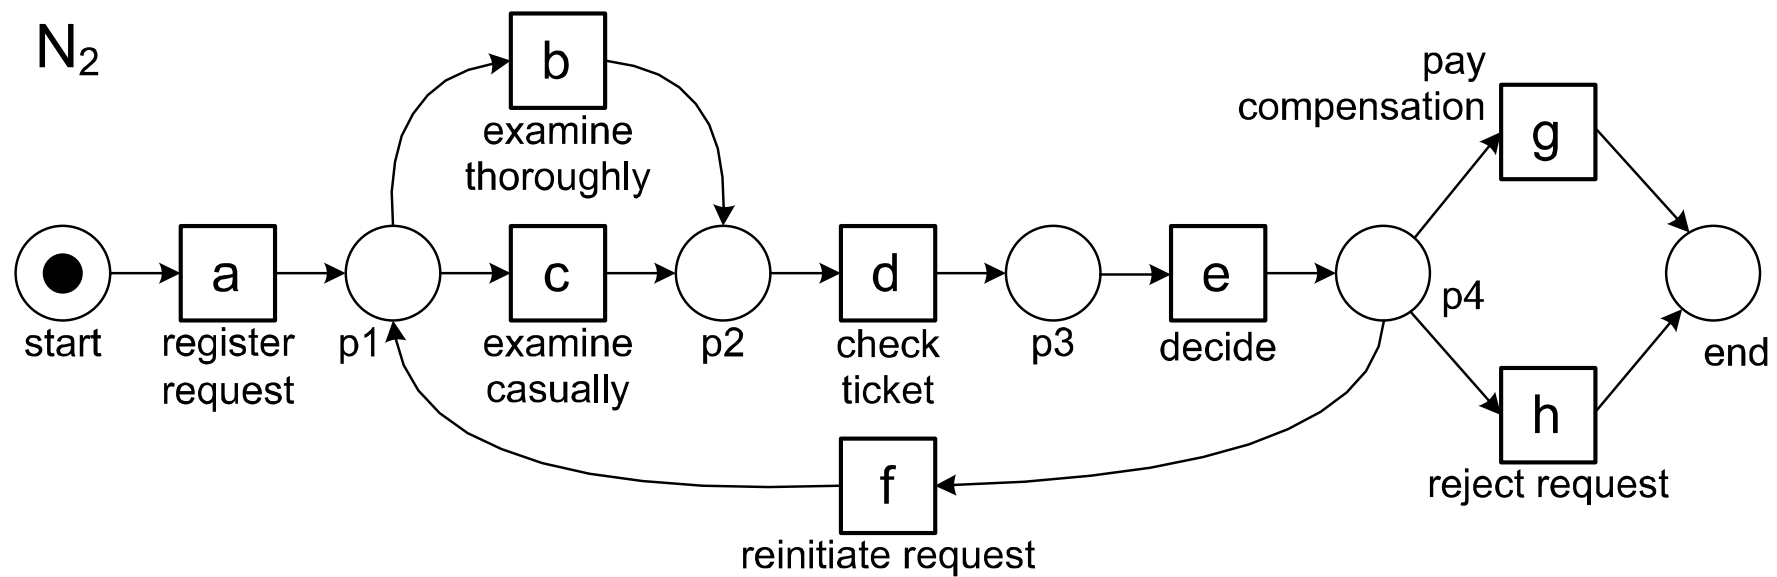 N2
b
examine
thoroughly
pay
compensation
g
start
a
register
request
p1
c
examine
casually
p2
d
check
ticket
p3
e
decide
p4
end
h
reject request
f
reinitiate request